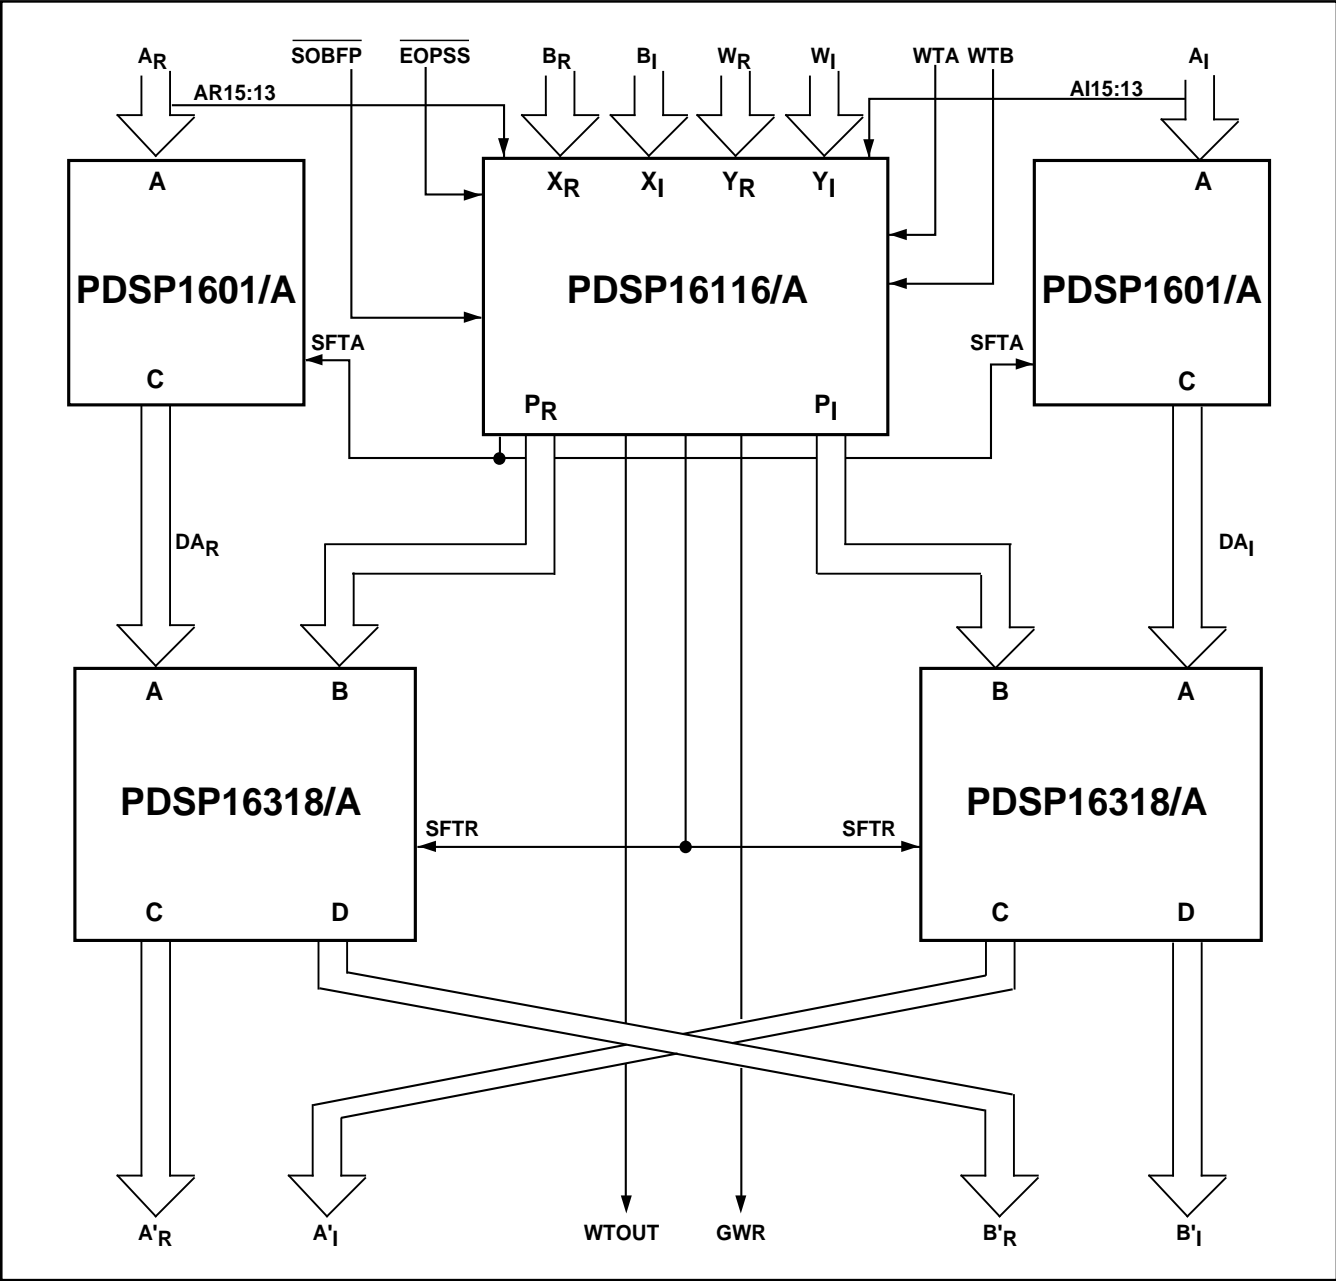 AR SOBFP EOPSS BR BI WR WI WTA WTB AI
AR15:13 AI15:13
A XR XI YR YI A
PDSP1601/A PDSP16116/A PDSP1601/A
SFTA SFTA
C PR PI C
DAR DAI
A B B A
PDSP16318/A PDSP16318/A
SFTR SFTR
C D C D
A'R A'I WTOUT GWR B'R B'I